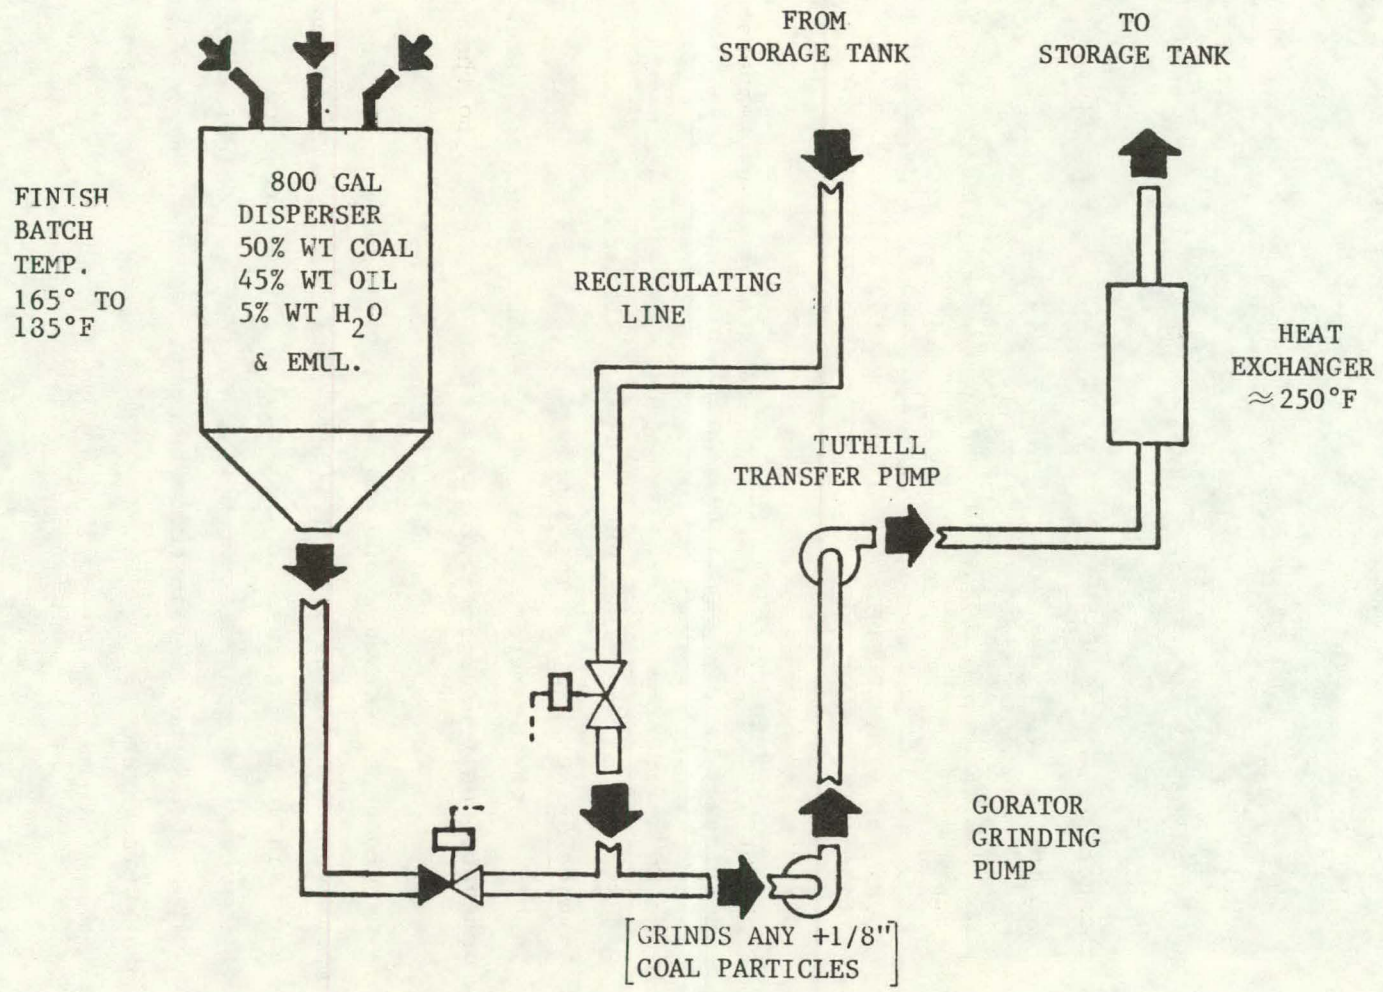 FROM
STORAGE TANK
TO
STORAGE TANK
FINISH
BATCH
TEMP.
165° TO
185°F
800 GAL
DISPERSER
50% WT COAL
45% WT OIL
5% WT H₂O
& EMUL.
RECIRCULATING
LINE
HEAT
EXCHANGER
≈250°F
TUTHILL
TRANSFER PUMP
GORATOR
GRINDING
PUMP
[GRINDS ANY +1/8"
COAL PARTICLES]